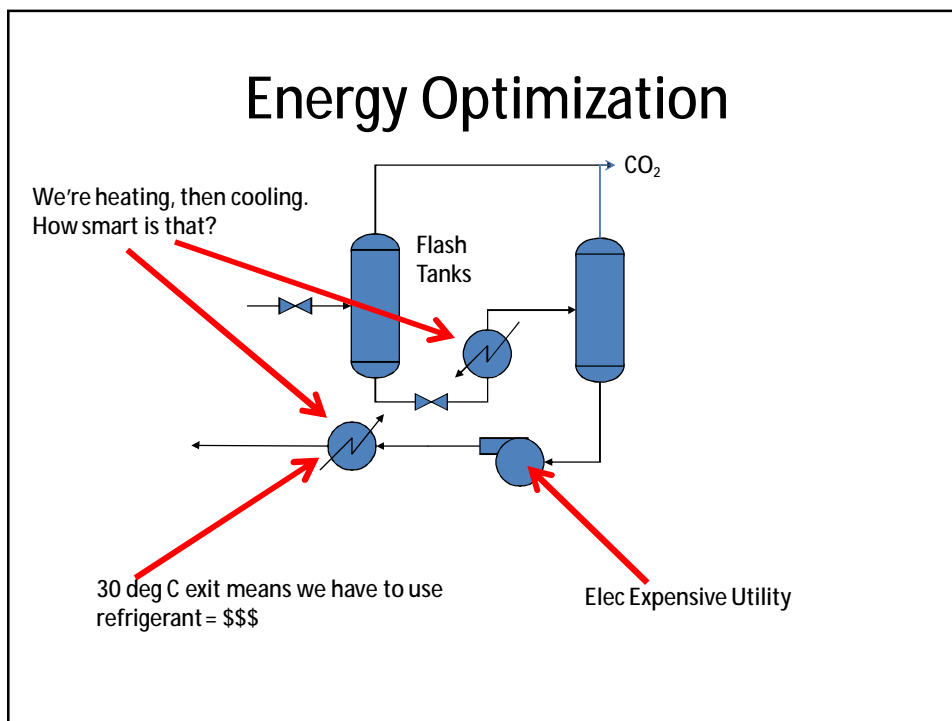 Energy Optimization
CO₂
We're heating, then cooling.
How smart is that?
Flash
Tanks
30 deg C exit means we have to use
refrigerant = $$$
Elec Expensive Utility